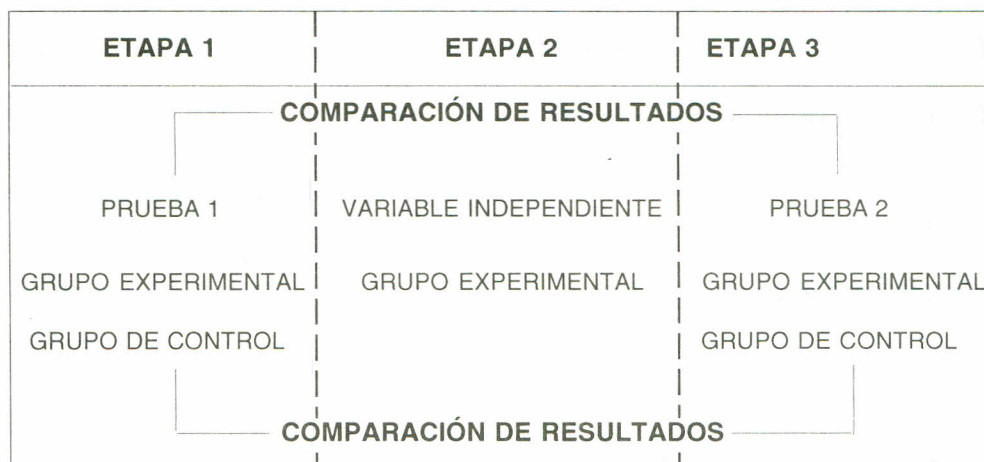 ETAPA 1 ETAPA 2 ETAPA 3
COMPARACIÓN DE RESULTADOS
PRUEBA 1 VARIABLE INDEPENDIENTE PRUEBA 2
GRUPO EXPERIMENTAL GRUPO EXPERIMENTAL GRUPO EXPERIMENTAL
GRUPO DE CONTROL GRUPO DE CONTROL
COMPARACIÓN DE RESULTADOS